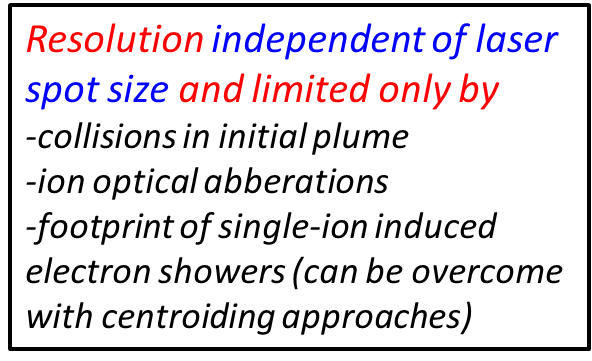 Resolution independent of laser
spot size and limited only by
-collisions in initial plume
-ion optical abberations
-footprint of single-ion induced
electron showers (can be overcome
with centroiding approaches)